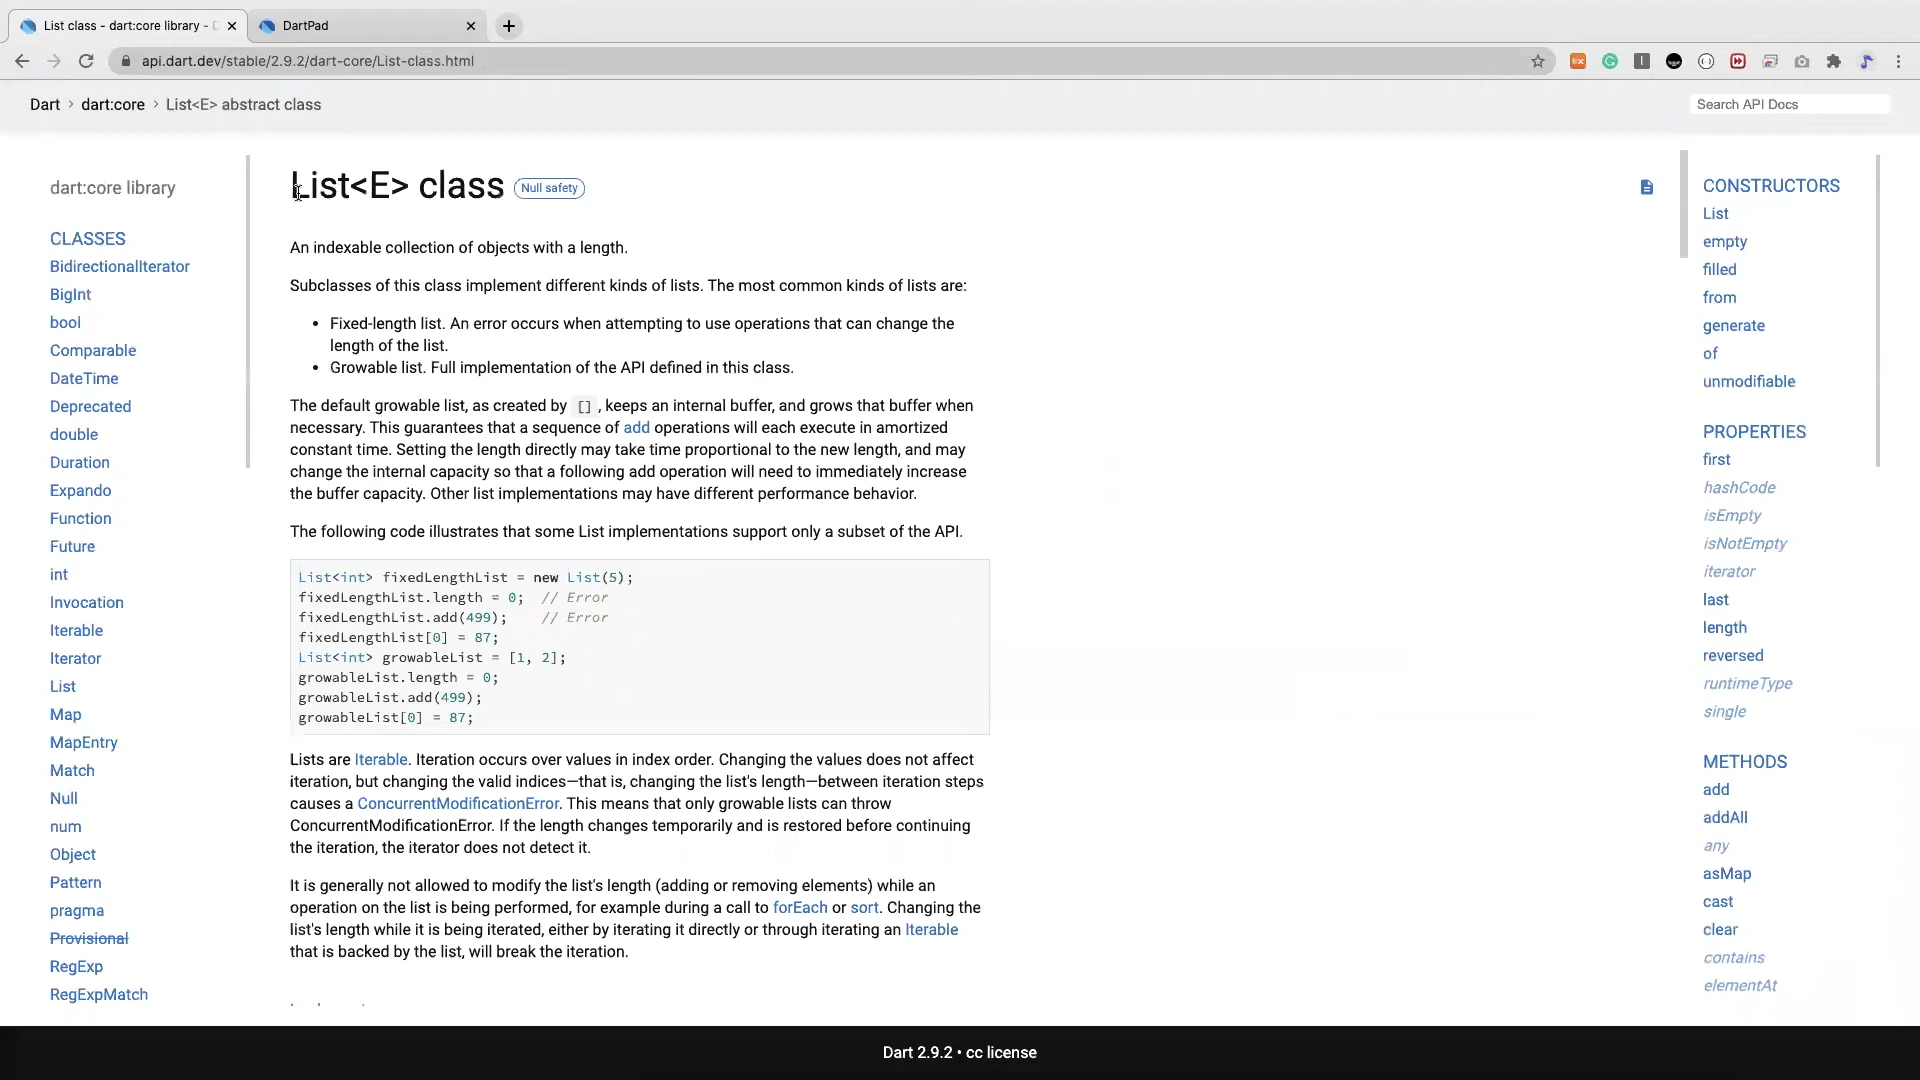 List class - dart:core library -
DartPad
api.dart.dev/stable/2.9.2/dart-core/List-class.html
Dart › dart:core › List<E> abstract class
Search API Docs
dart:core library
CLASSES
BidirectionalIterator
BigInt
bool
Comparable
DateTime
Deprecated
double
Duration
Expando
Function
Future
int
Invocation
Iterable
Iterator
List
Map
MapEntry
Match
Null
num
Object
Pattern
pragma
Provisional
RegExp
RegExpMatch
List<E> class Null safety
An indexable collection of objects with a length.
Subclasses of this class implement different kinds of lists. The most common kinds of lists are:
• Fixed-length list. An error occurs when attempting to use operations that can change the
length of the list.
• Growable list. Full implementation of the API defined in this class.
The default growable list, as created by [] , keeps an internal buffer, and grows that buffer when
necessary. This guarantees that a sequence of add operations will each execute in amortized
constant time. Setting the length directly may take time proportional to the new length, and may
change the internal capacity so that a following add operation will need to immediately increase
the buffer capacity. Other list implementations may have different performance behavior.
The following code illustrates that some List implementations support only a subset of the API.
List<int> fixedLengthList = new List(5);
fixedLengthList.length = 0;  // Error
fixedLengthList.add(499);    // Error
fixedLengthList[0] = 87;
List<int> growableList = [1, 2];
growableList.length = 0;
growableList.add(499);
growableList[0] = 87;
Lists are Iterable. Iteration occurs over values in index order. Changing the values does not affect
iteration, but changing the valid indices—that is, changing the list's length—between iteration steps
causes a ConcurrentModificationError. This means that only growable lists can throw
ConcurrentModificationError. If the length changes temporarily and is restored before continuing
the iteration, the iterator does not detect it.
It is generally not allowed to modify the list's length (adding or removing elements) while an
operation on the list is being performed, for example during a call to forEach or sort. Changing the
list's length while it is being iterated, either by iterating it directly or through iterating an Iterable
that is backed by the list, will break the iteration.
CONSTRUCTORS
List
empty
filled
from
generate
of
unmodifiable
PROPERTIES
first
hashCode
isEmpty
isNotEmpty
iterator
last
length
reversed
runtimeType
single
METHODS
add
addAll
any
asMap
cast
clear
contains
elementAt
Dart 2.9.2 • cc license